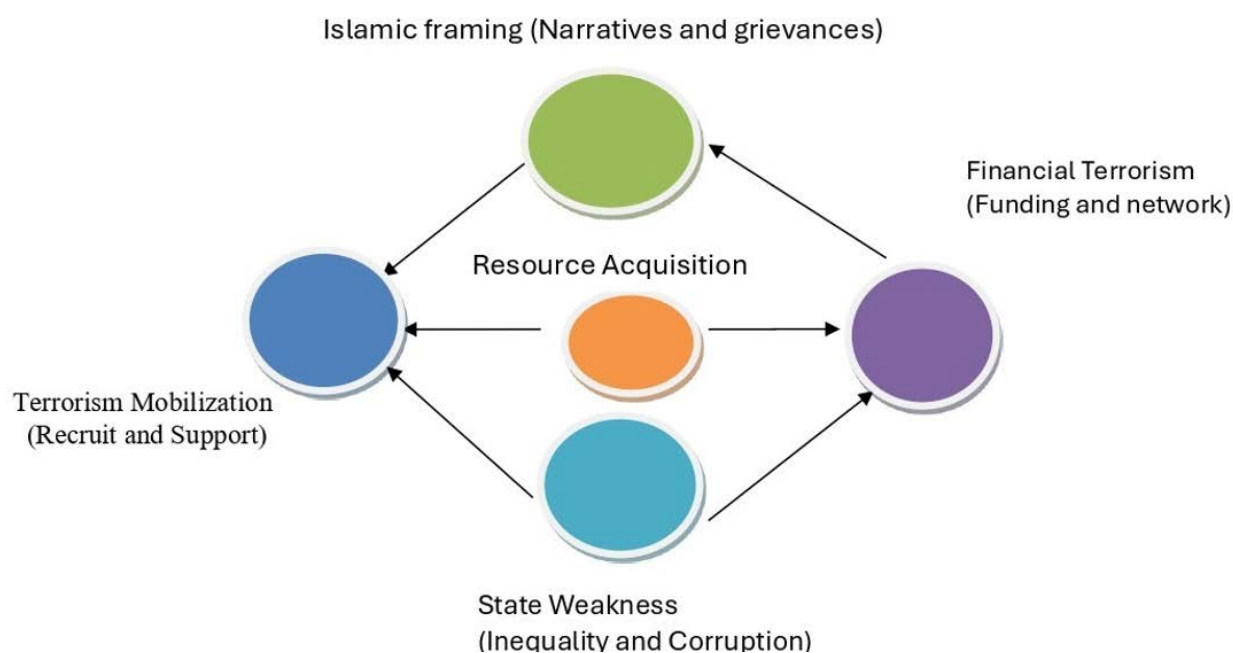 Islamic framing (Narratives and grievances)
Financial Terrorism
(Funding and network)
Resource Acquisition
Terrorism Mobilization
(Recruit and Support)
State Weakness
(Inequality and Corruption)